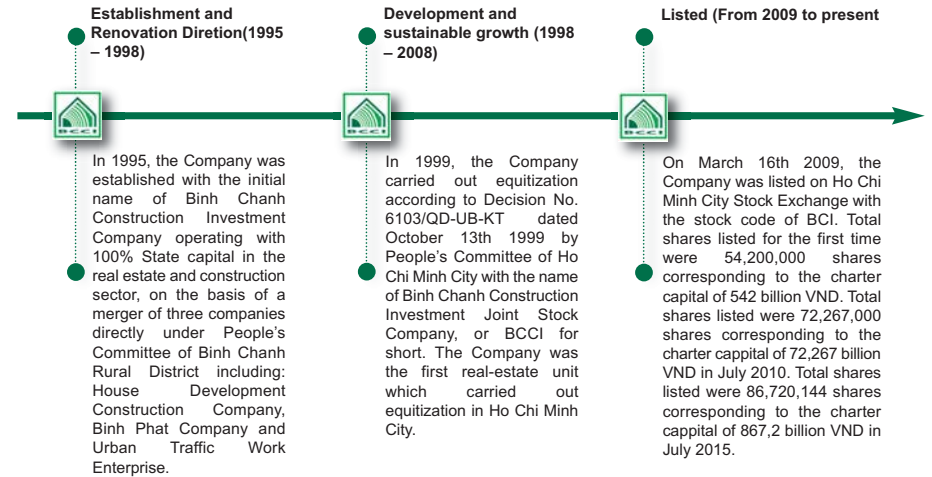 Establishment and
Renovation Diretion(1995
– 1998)
In 1995, the Company was
established with the initial
name of Binh Chanh
Construction Investment
Company operating with
100% State capital in the
real estate and construction
sector, on the basis of a
merger of three companies
directly under People’s
Committee of Binh Chanh
Rural District including:
House Development
Construction Company,
Binh Phat Company and
Urban Traffic Work
Enterprise.
Development and
sustainable growth (1998
– 2008)
In 1999, the Company
carried out equitization
according to Decision No.
6103/QD-UB-KT dated
October 13th 1999 by
People’s Committee of Ho
Chi Minh City with the name
of Binh Chanh Construction
Investment Joint Stock
Company, or BCCI for
short. The Company was
the first real-estate unit
which carried out
equitization in Ho Chi Minh
City.
Listed (From 2009 to present
On March 16th 2009, the
Company was listed on Ho Chi
Minh City Stock Exchange with
the stock code of BCI. Total
shares listed for the first time
were 54,200,000 shares
corresponding to the charter
capital of 542 billion VND. Total
shares listed were 72,267,000
shares corresponding to the
charter cappital of 72,267 billion
VND in July 2010. Total shares
listed were 86,720,144 shares
corresponding to the charter
cappital of 867,2 billion VND in
July 2015.
BCCI
BCCI
BCCI